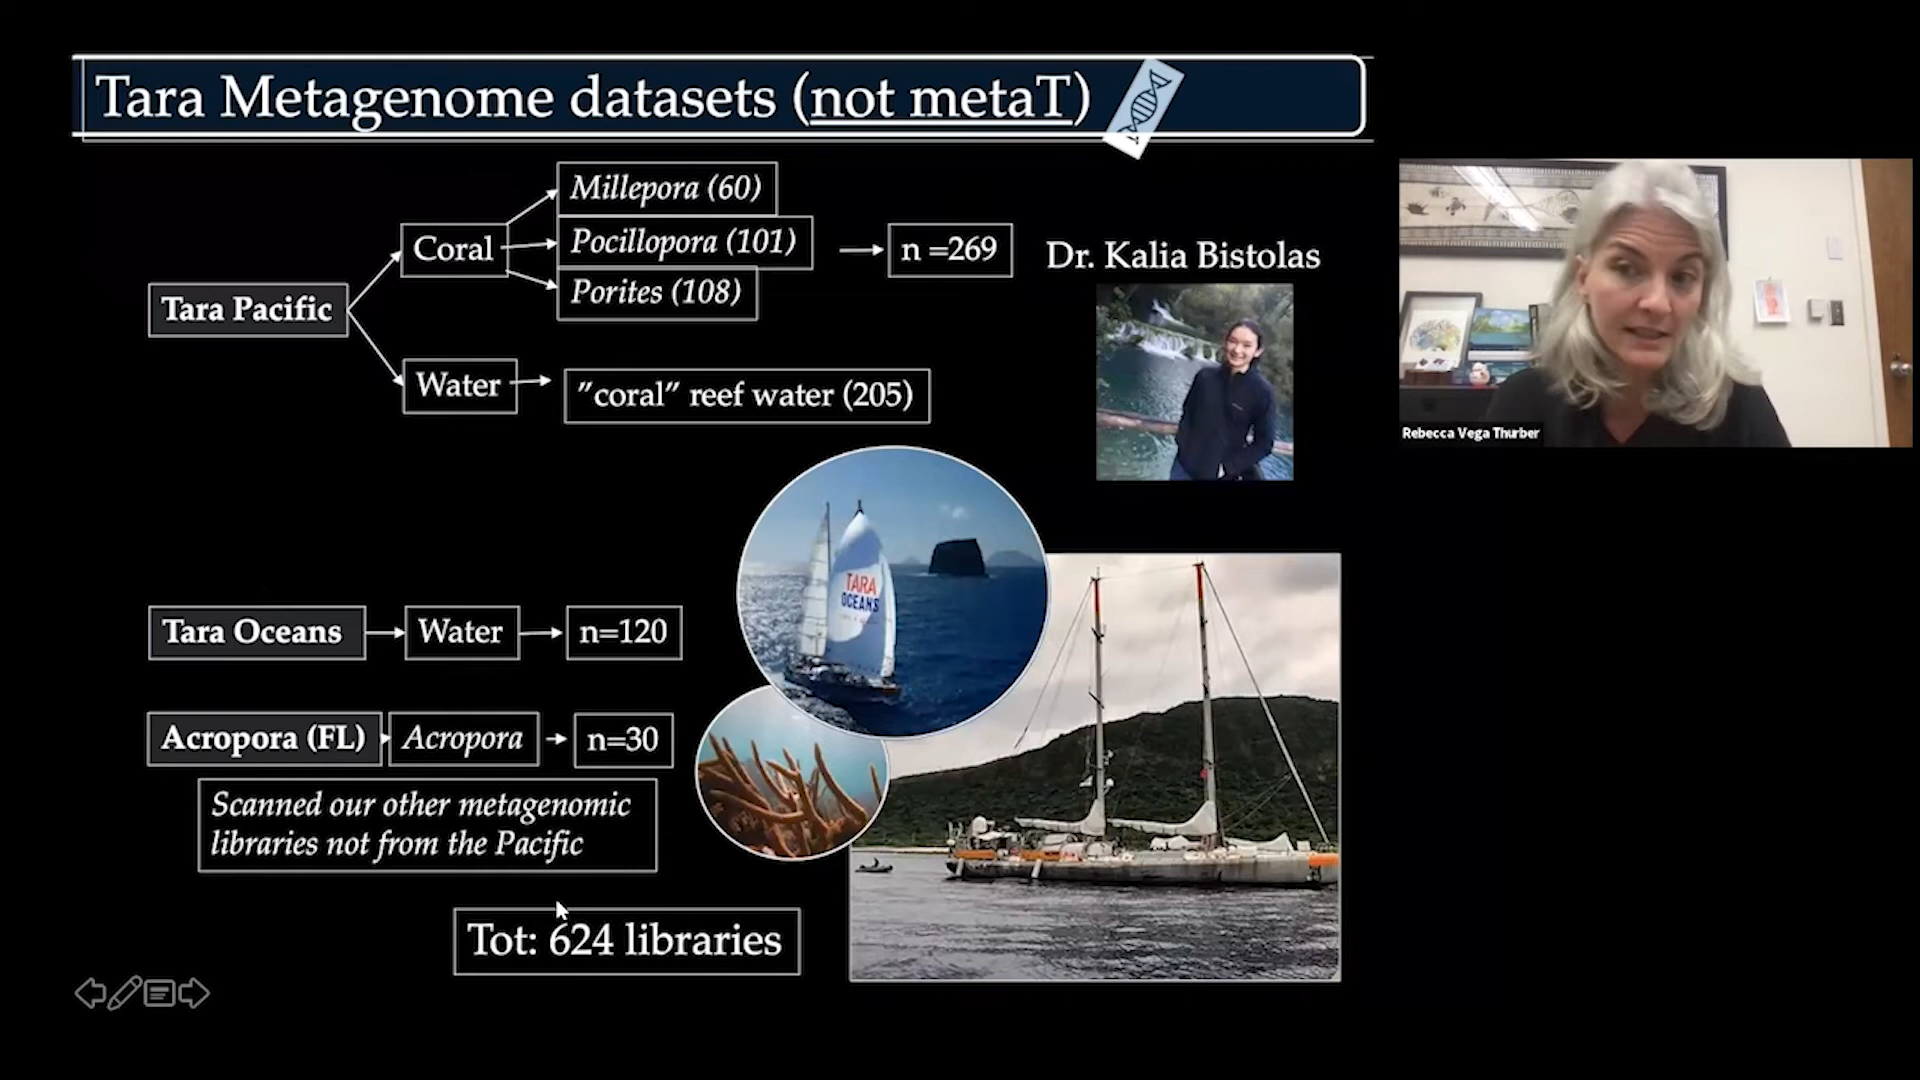 Tara Metagenome datasets (not metaT)
Millepora (60)
Pocillopora (101)
Porites (108)
Coral
n =269
Dr. Kalia Bistolas
Tara Pacific
Water
”coral” reef water (205)
Rebecca Vega Thurber
TARA
OCEANS
Tara Oceans
Water
n=120
Acropora (FL)
Acropora
n=30
Scanned our other metagenomic
libraries not from the Pacific
Tot: 624 libraries